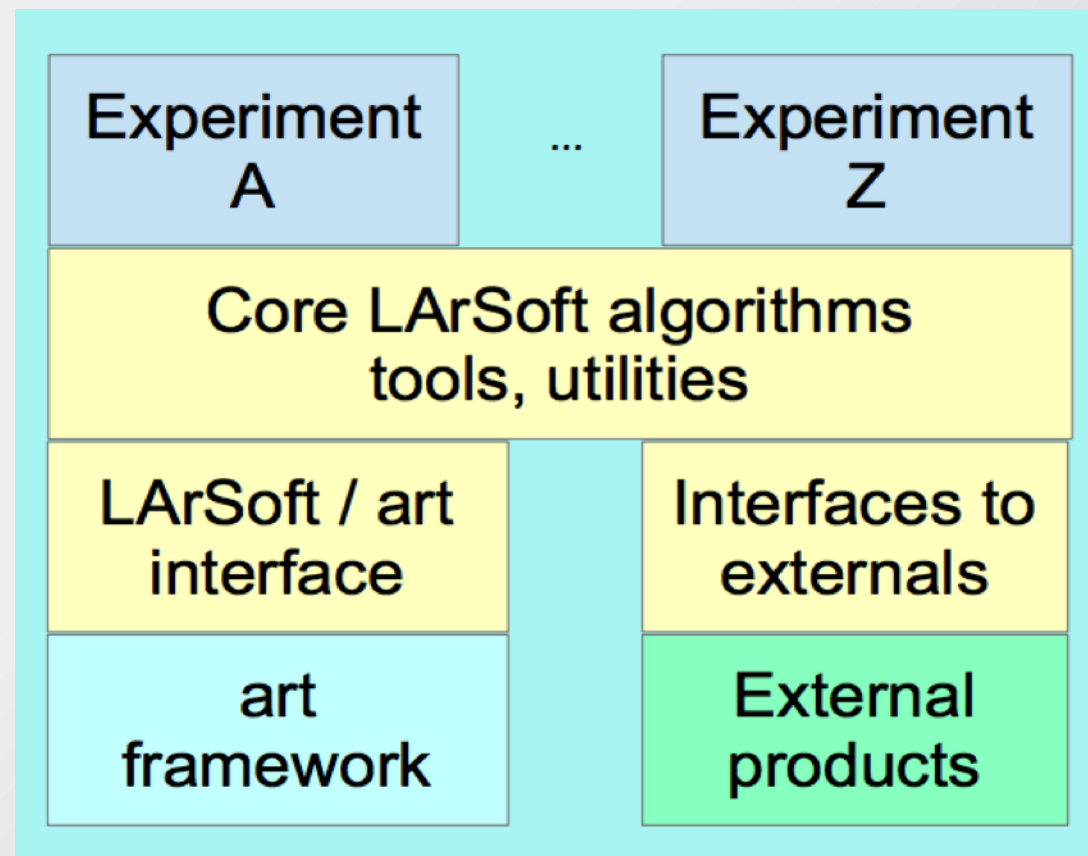 Experiment
A
...
Experiment
Z
Core LArSoft algorithms
tools, utilities
LArSoft / art
interface
Interfaces to
externals
art
framework
External
products